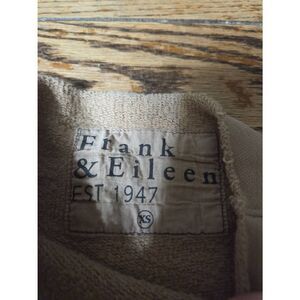 Frank
& Eileen
EST 1947
XS